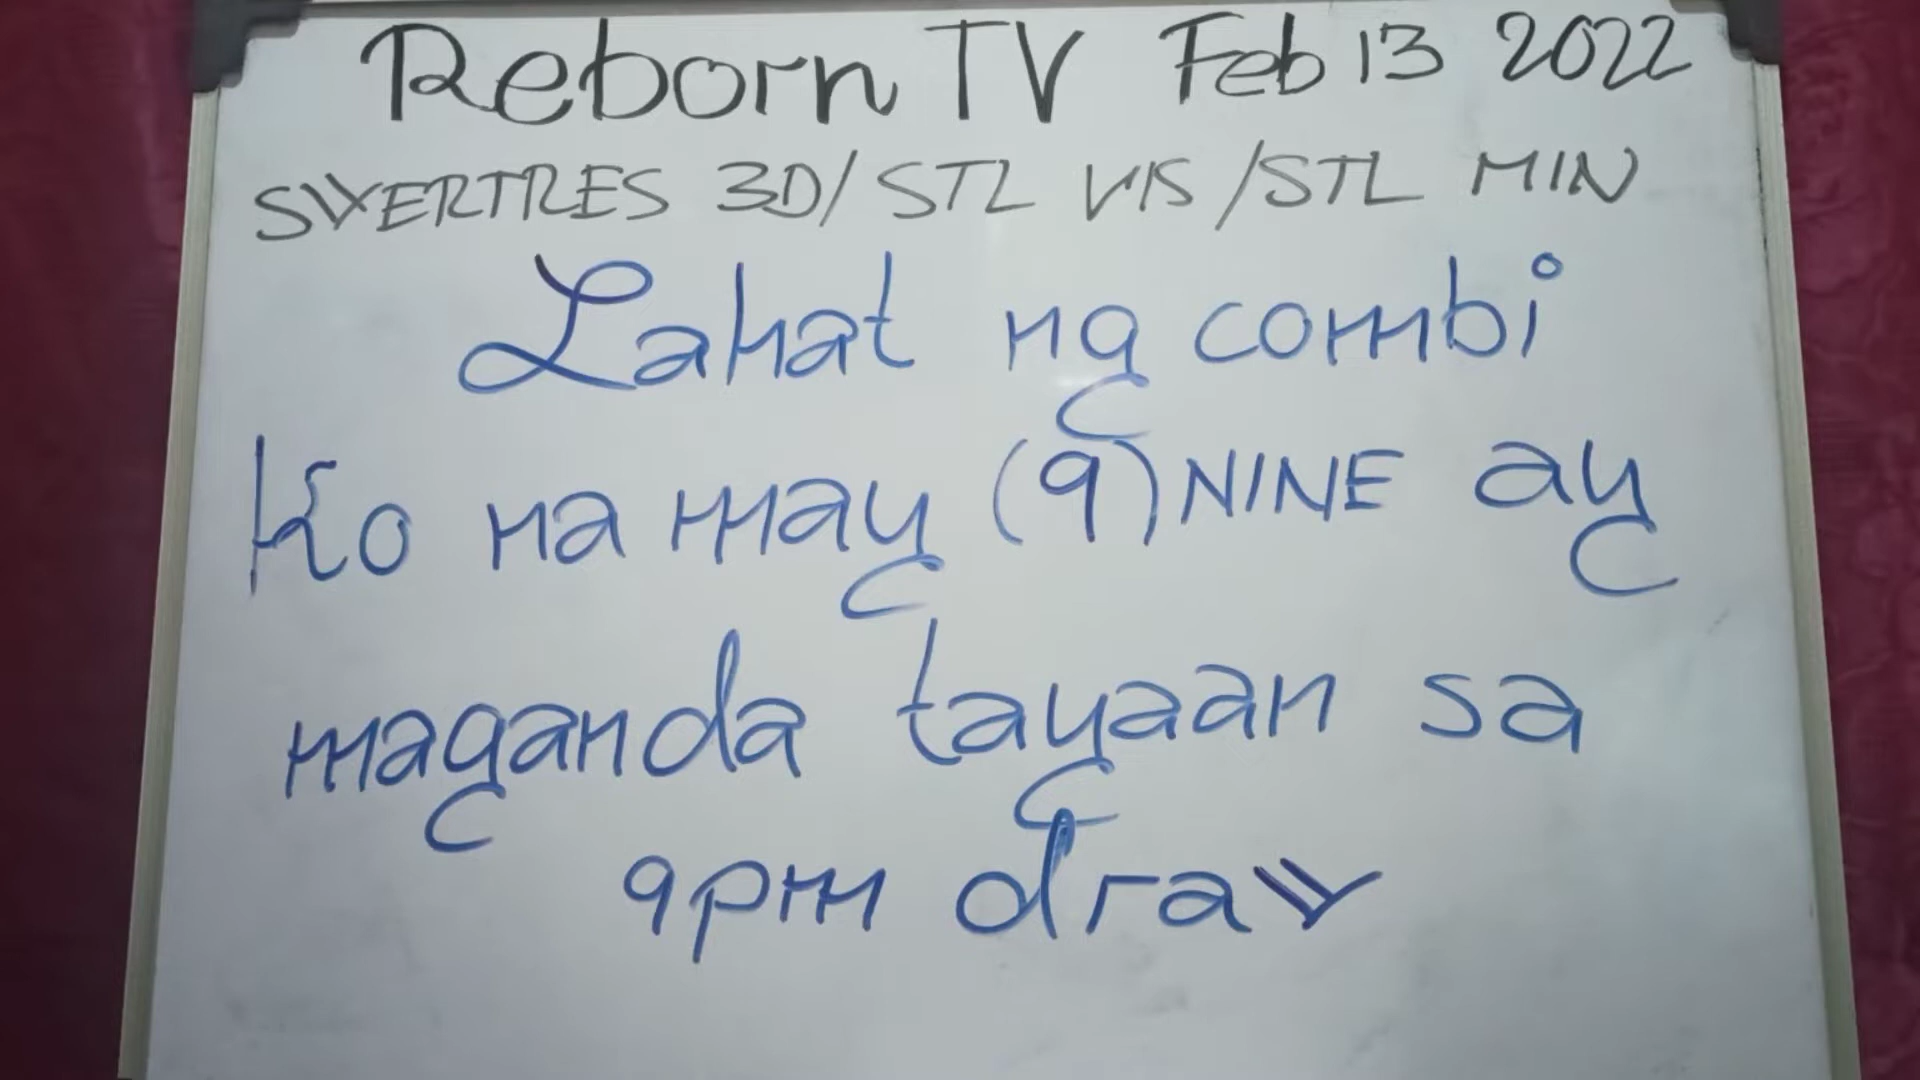 Reborn TV Feb 13 2022
SWERTRES 3D/STL VIS/STL MIN
Lahat ng combi
Ko na may (9) NINE ay
maganda tayaan sa
9pm draw